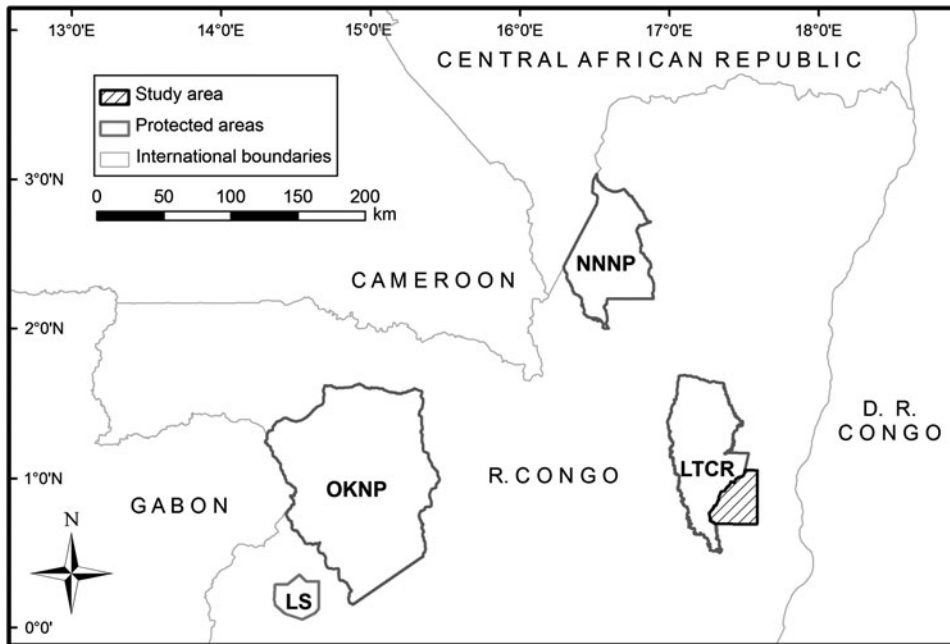 13°0'E 14°0'E 15°0'E 16°0'E 17°0'E 18°0'E
CENTRAL AFRICAN REPUBLIC
Study area
Protected areas
International boundaries
0 50 100 150 200
km
3°0'N
NNNP
CAMEROON
2°0'N
D. R.
CONGO
LTCR
1°0'N
OKNP
R. CONGO
GABON
N
LS
0°0'